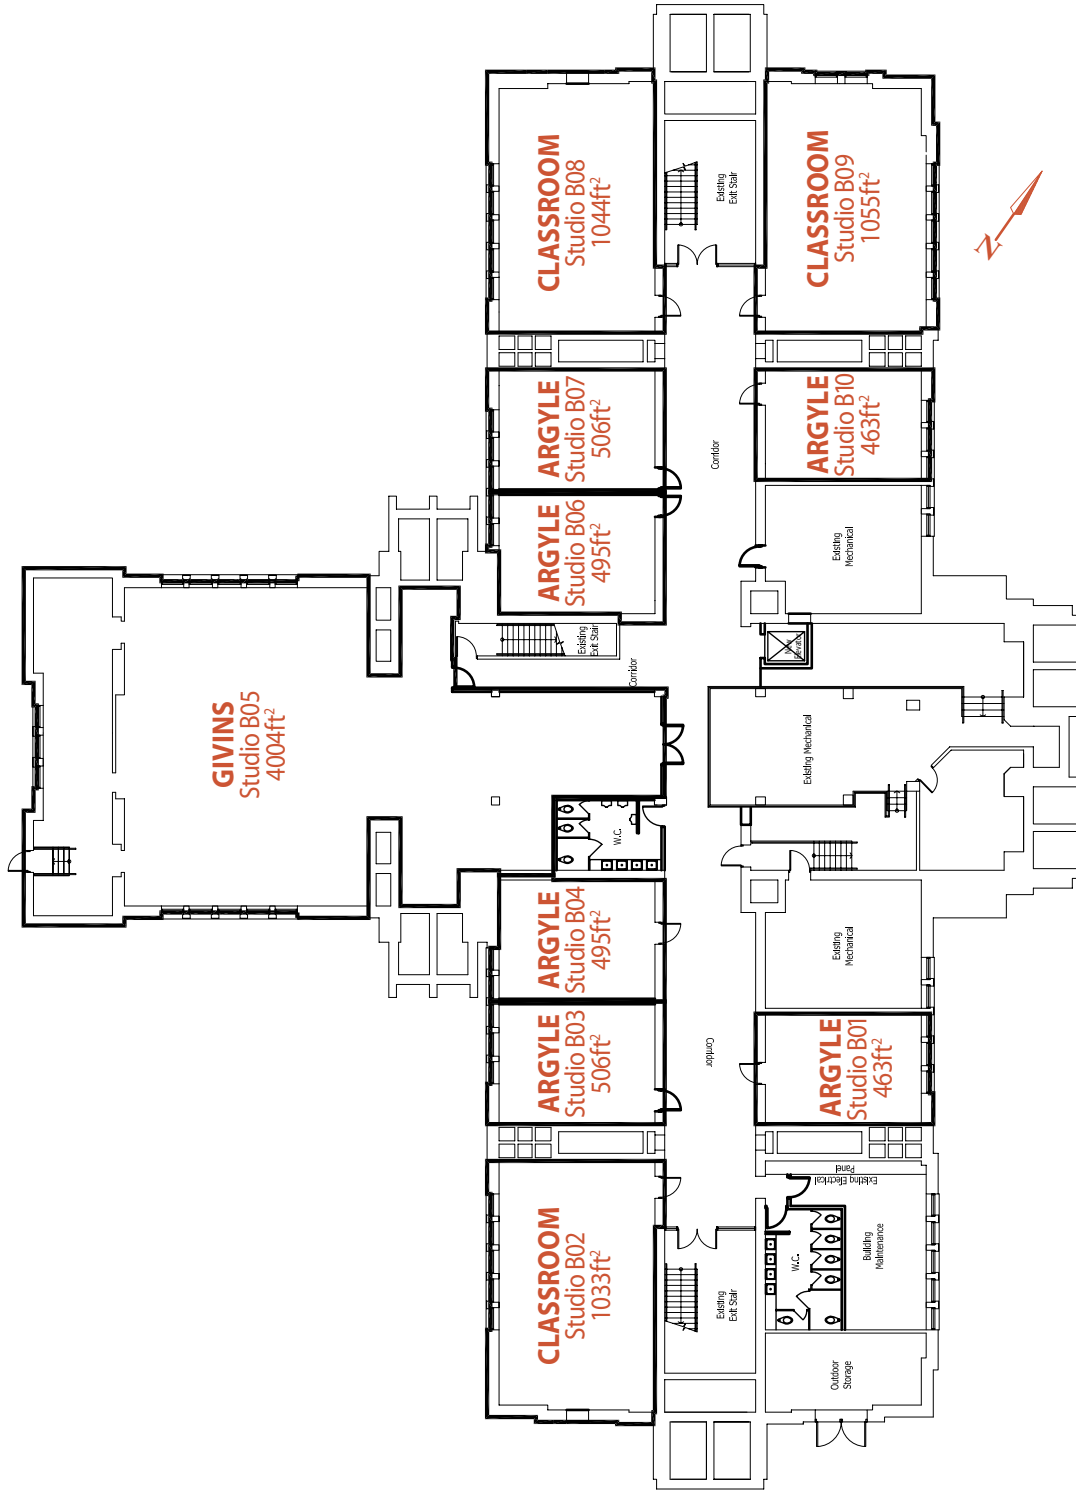 CLASSROOM
Studio B08
1044ft²
Existing
Exit Stair
CLASSROOM
Studio B09
1055ft²
N
ARGYLE
Studio B07
506ft²
Corridor
ARGYLE
Studio B10
463ft²
ARGYLE
Studio B06
495ft²
Existing
Mechanical
Existing
Exit Stair
Corridor
New
Elevator
GIVINS
Studio B05
4004ft²
Existing Mechanical
W.C.
ARGYLE
Studio B04
495ft²
Existing
Mechanical
ARGYLE
Studio B03
506ft²
Corridor
ARGYLE
Studio B01
463ft²
Existing Electrical
Panel
CLASSROOM
Studio B02
1033ft²
Existing
Exit Stair
W.C.
Building
Maintenance
Outdoor
Storage